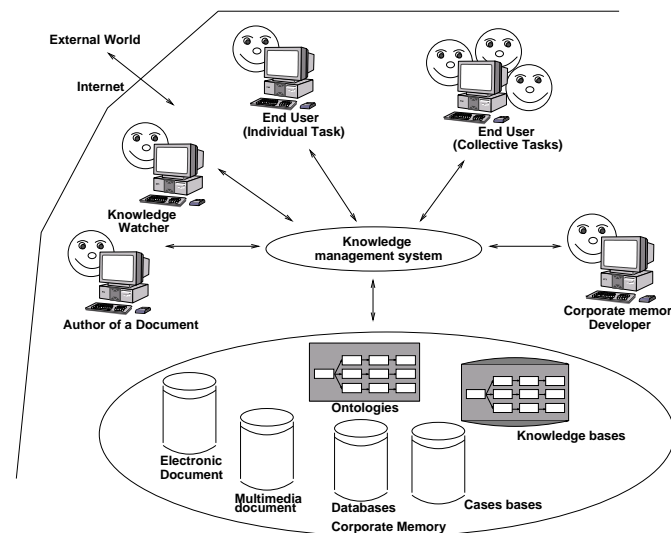 External World
Internet
End User
(Individual Task)
End User
(Collective Tasks)
Knowledge
Watcher
Knowledge
management system
Author of a Document
Corporate memor
Developer
Ontologies
Knowledge bases
Electronic
Document
Multimedia
document
Databases
Cases bases
Corporate Memory